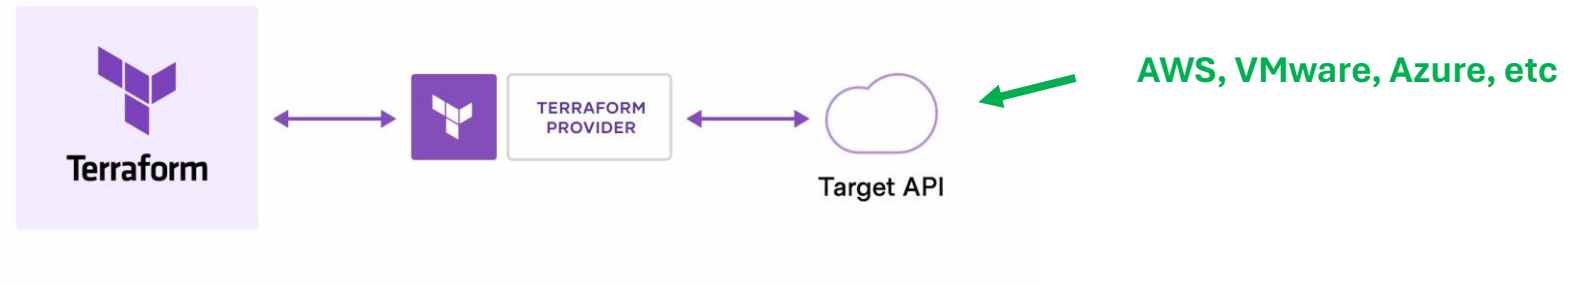 Terraform
TERRAFORM
PROVIDER
Target API
AWS, VMware, Azure, etc